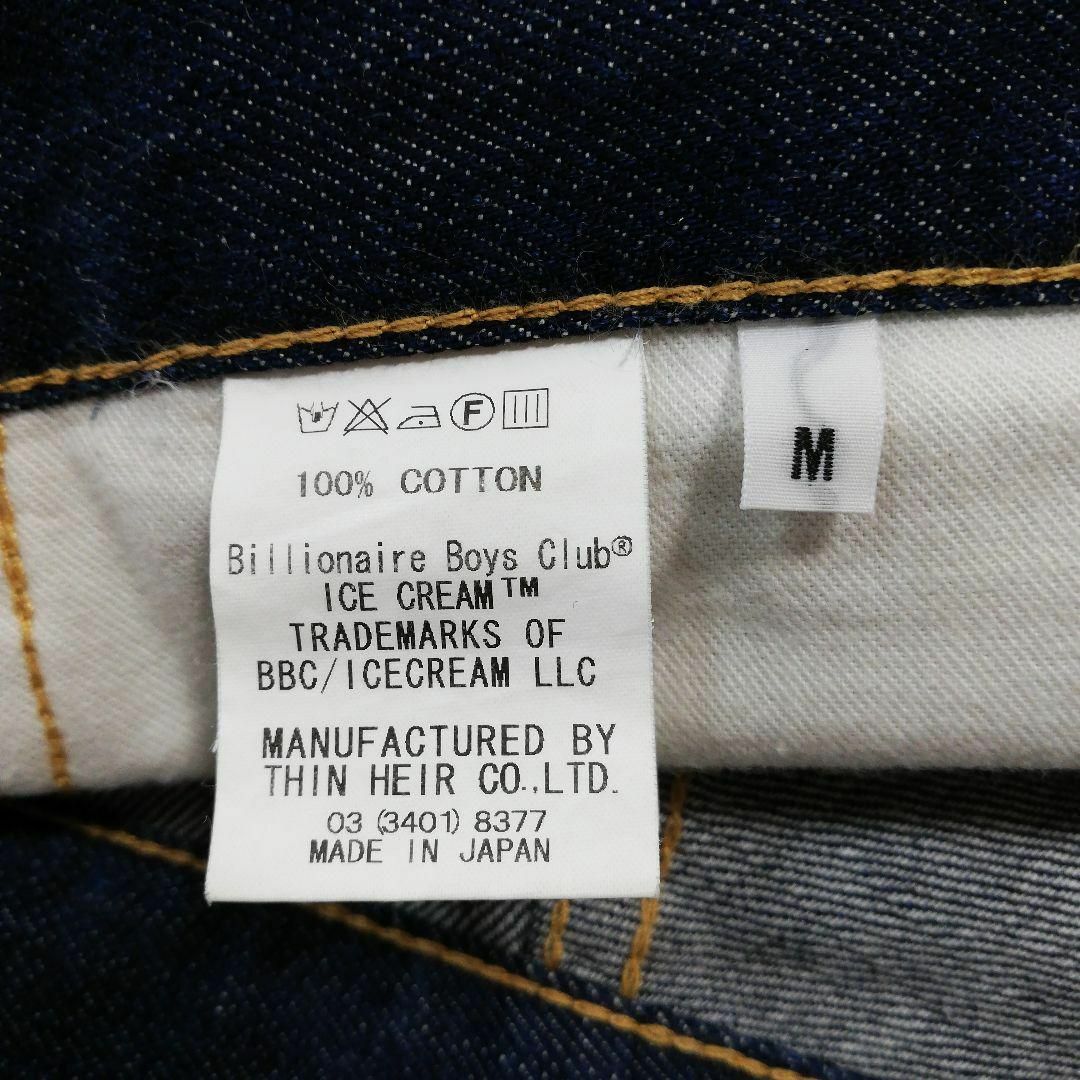 F
100% COTTON
Billionaire Boys Club®
ICE CREAM™
TRADEMARKS OF
BBC/ICECREAM LLC
MANUFACTURED BY
THIN HEIR CO.,LTD.
03 (3401) 8377
MADE IN JAPAN
M